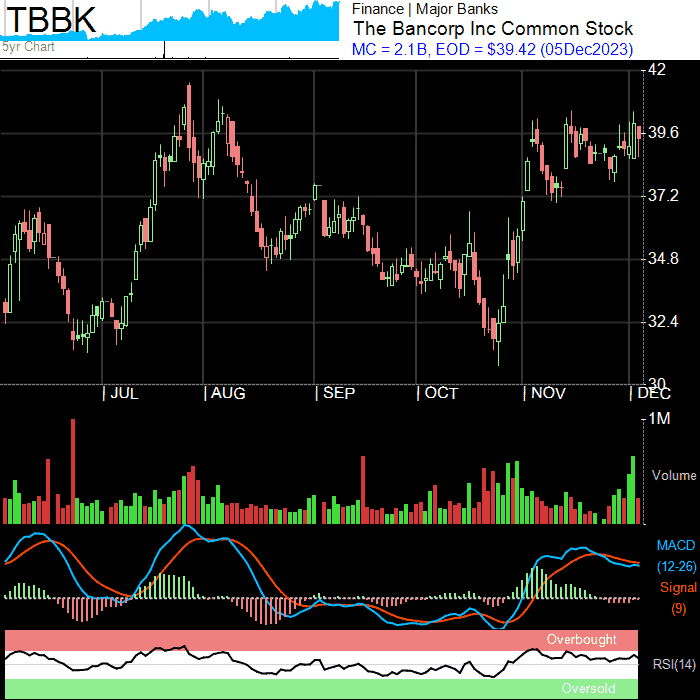 TBBK
5yr Chart
Finance | Major Banks
The Bancorp Inc Common Stock
MC = 2.1B, EOD = $39.42 (05Dec2023)
42
39.6
37.2
34.8
32.4
30
JUL AUG SEP OCT NOV DEC
1M
Volume
MACD
(12-26)
Signal
(9)
Overbought
RSI(14)
Oversold